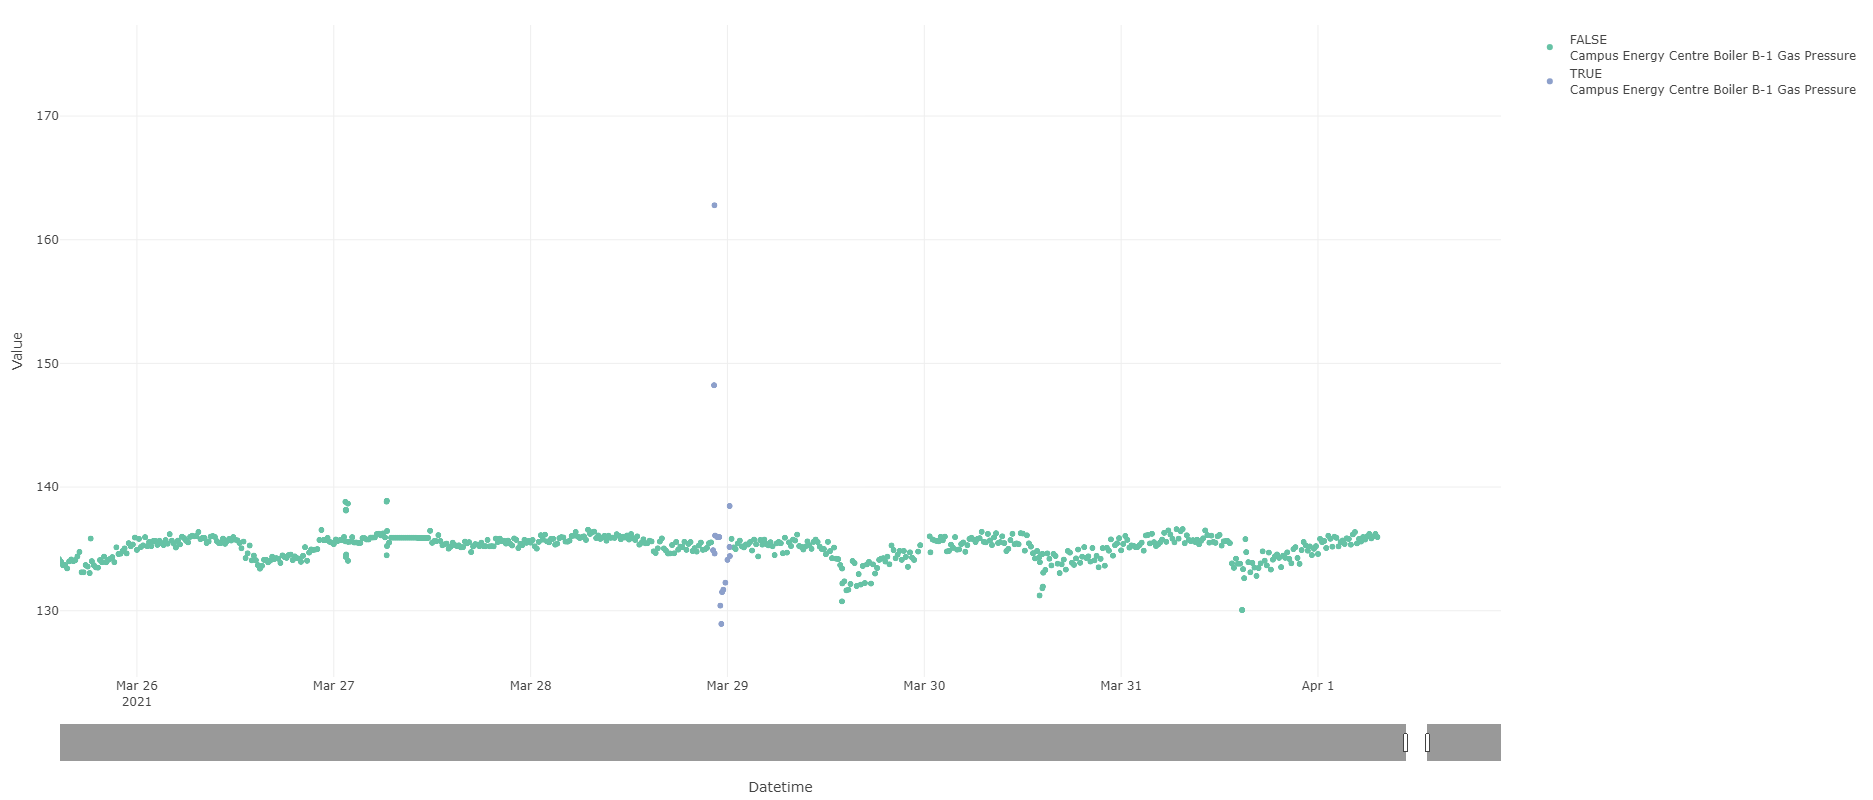 FALSE
Campus Energy Centre Boiler B-1 Gas Pressure
TRUE
Campus Energy Centre Boiler B-1 Gas Pressure
170
160
150
140
130
Value
Mar 26
2021
Mar 27
Mar 28
Mar 29
Mar 30
Mar 31
Apr 1
Datetime